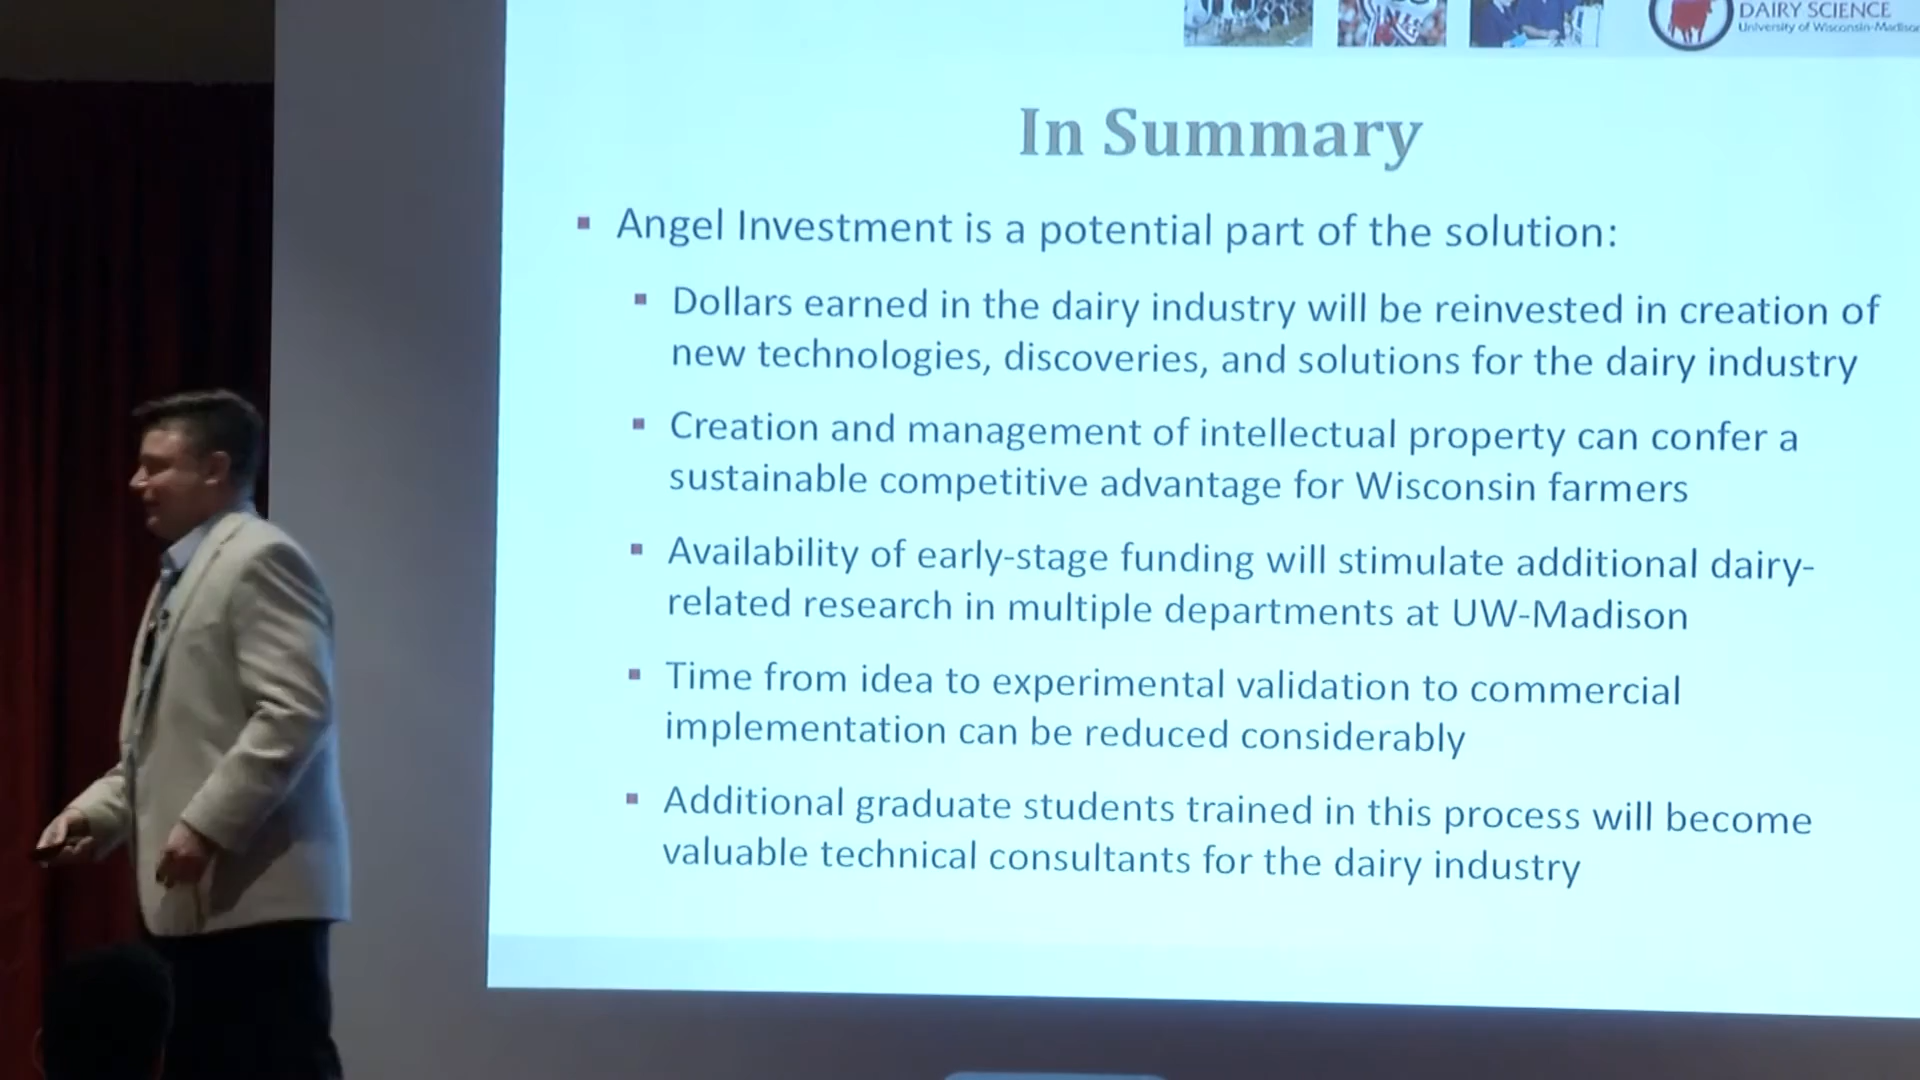 DAIRY SCIENCE
University of Wisconsin-Madison
In Summary
▪ Angel Investment is a potential part of the solution:
▪ Dollars earned in the dairy industry will be reinvested in creation of
new technologies, discoveries, and solutions for the dairy industry
▪ Creation and management of intellectual property can confer a
sustainable competitive advantage for Wisconsin farmers
▪ Availability of early-stage funding will stimulate additional dairy-
related research in multiple departments at UW-Madison
▪ Time from idea to experimental validation to commercial
implementation can be reduced considerably
▪ Additional graduate students trained in this process will become
valuable technical consultants for the dairy industry